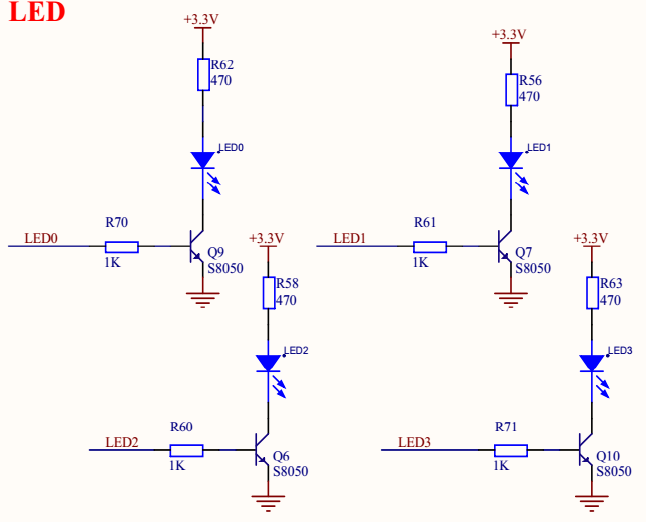 LED
+3.3V
R62
470
LED0
R70
LED0
1K
Q9
S8050
+3.3V
R56
470
LED1
R61
LED1
1K
Q7
S8050
+3.3V
R58
470
LED2
R60
LED2
1K
Q6
S8050
+3.3V
R63
470
LED3
R71
LED3
1K
Q10
S8050